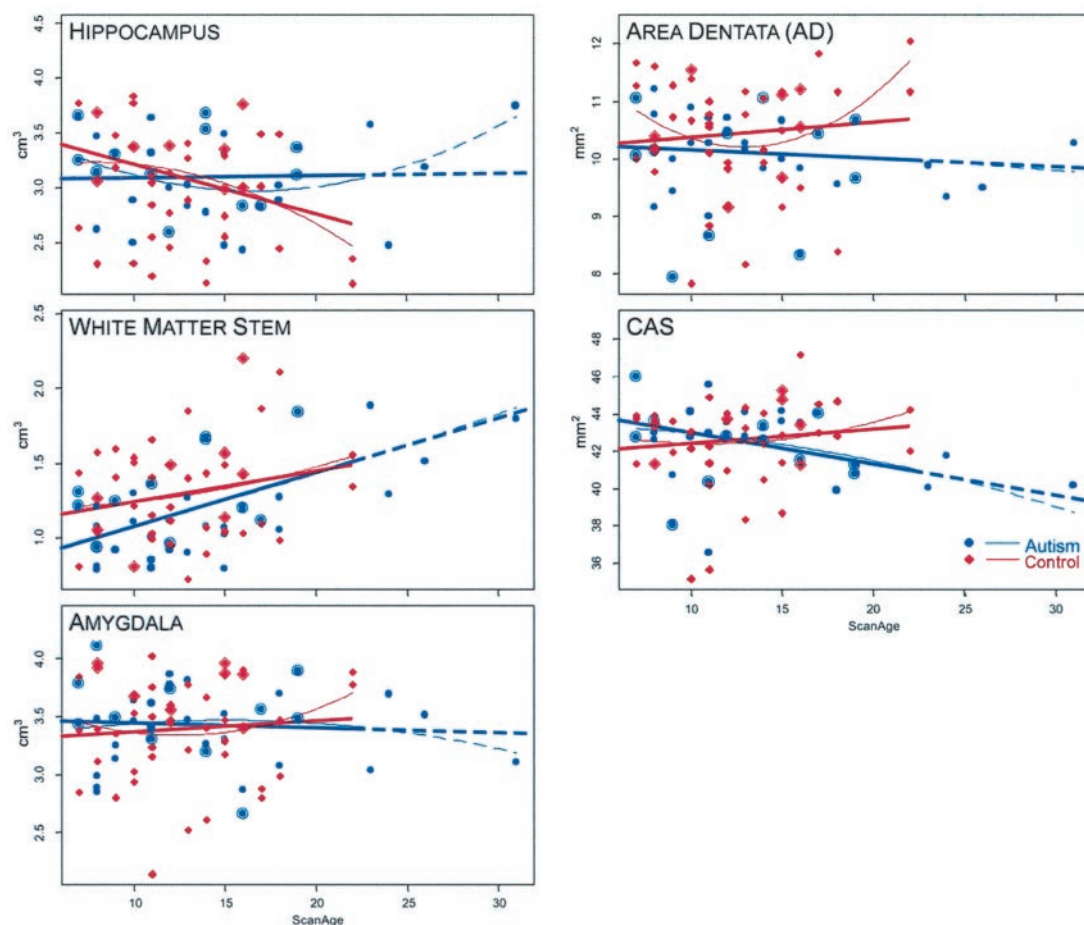 HIPPOCAMPUS
4.5
4.0
3.5
3.0
2.5
cm³
AREA DENTATA (AD)
12
11
10
9
8
mm²
WHITE MATTER STEM
2.5
2.0
1.5
1.0
cm³
CAS
48
46
44
42
40
38
36
mm²
Autism
Control
10 15 20 25 30
ScanAge
AMYGDALA
4.0
3.5
3.0
2.5
cm³
10 15 20 25 30
ScanAge